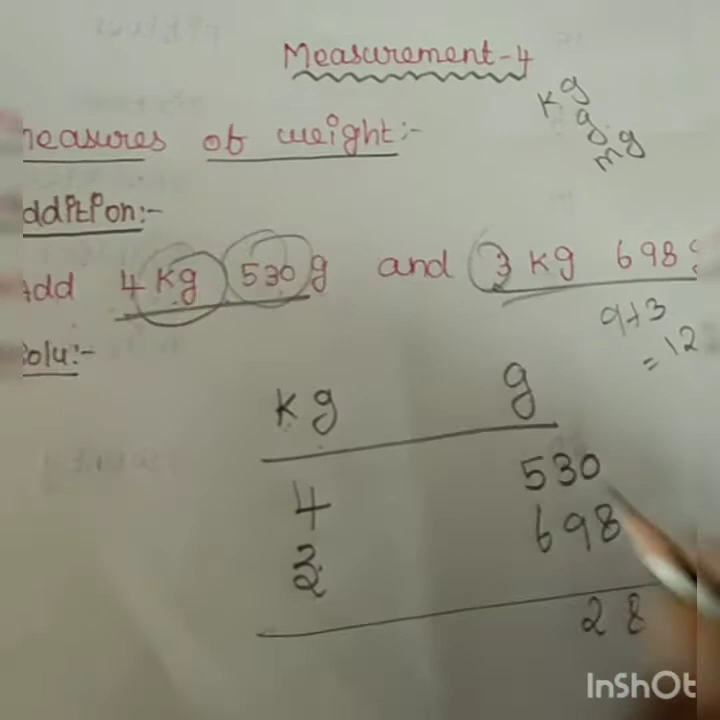 Measurement-4
Kg
g
mg
measures of weight:-
ddition:-
Add 4 Kg 530 g and 3 Kg 698 g
9+3
= 12
Solu:-
Kg g
4 530
3 698
28
InShOt